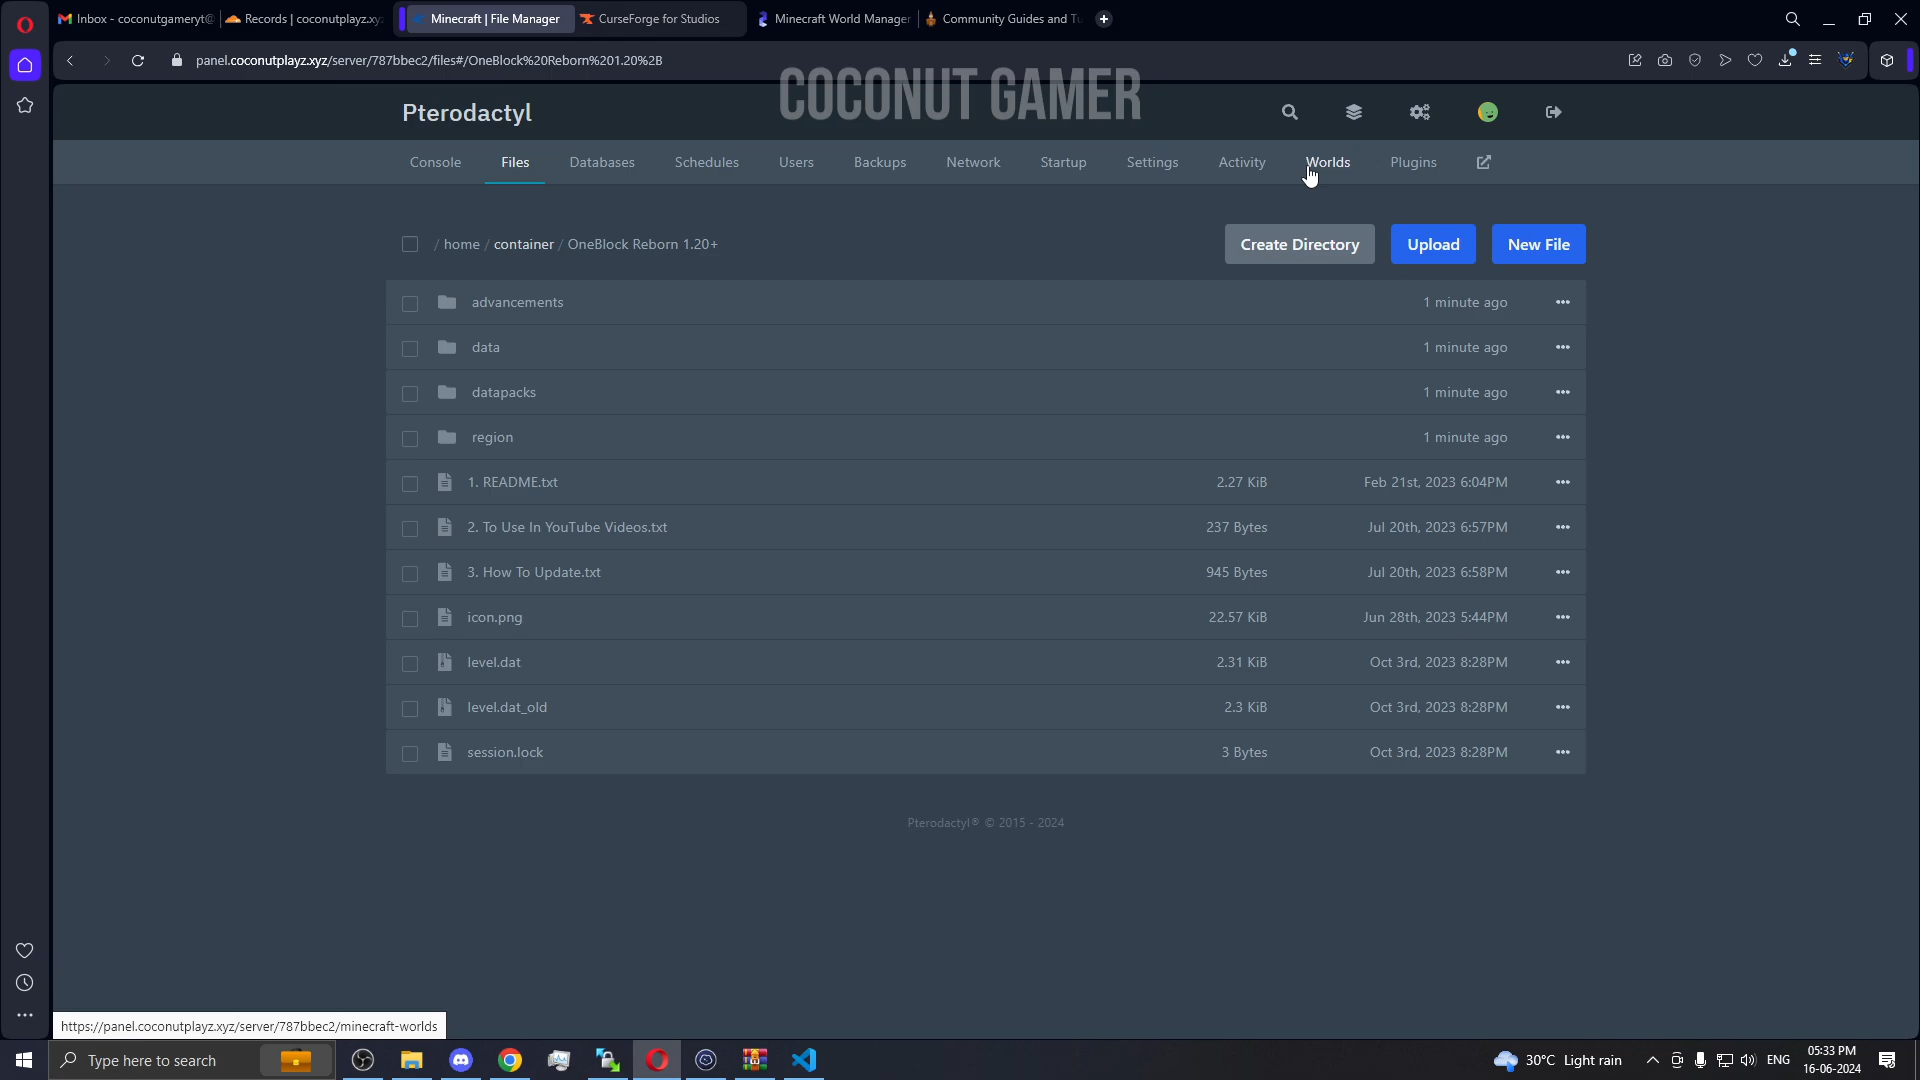 Inbox - coconutgameryt@
Records | coconutplayz.xyz
Minecraft | File Manager
CurseForge for Studios
Minecraft World Manager
Community Guides and Tu
panel.coconutplayz.xyz/server/787bbec2/files#/OneBlock%20Reborn%201.20%2B
COCONUT GAMER
Pterodactyl
Console
Files
Databases
Schedules
Users
Backups
Network
Startup
Settings
Activity
Worlds
Plugins
/ home / container / OneBlock Reborn 1.20+
Create Directory
Upload
New File
advancements 1 minute ago
data 1 minute ago
datapacks 1 minute ago
region 1 minute ago
1. README.txt 2.27 KiB Feb 21st, 2023 6:04PM
2. To Use In YouTube Videos.txt 237 Bytes Jul 20th, 2023 6:57PM
3. How To Update.txt 945 Bytes Jul 20th, 2023 6:58PM
icon.png 22.57 KiB Jun 28th, 2023 5:44PM
level.dat 2.31 KiB Oct 3rd, 2023 8:28PM
level.dat_old 2.3 KiB Oct 3rd, 2023 8:28PM
session.lock 3 Bytes Oct 3rd, 2023 8:28PM
Pterodactyl® © 2015 - 2024
https://panel.coconutplayz.xyz/server/787bbec2/minecraft-worlds
Type here to search
30°C Light rain
ENG
05:33 PM
16-06-2024